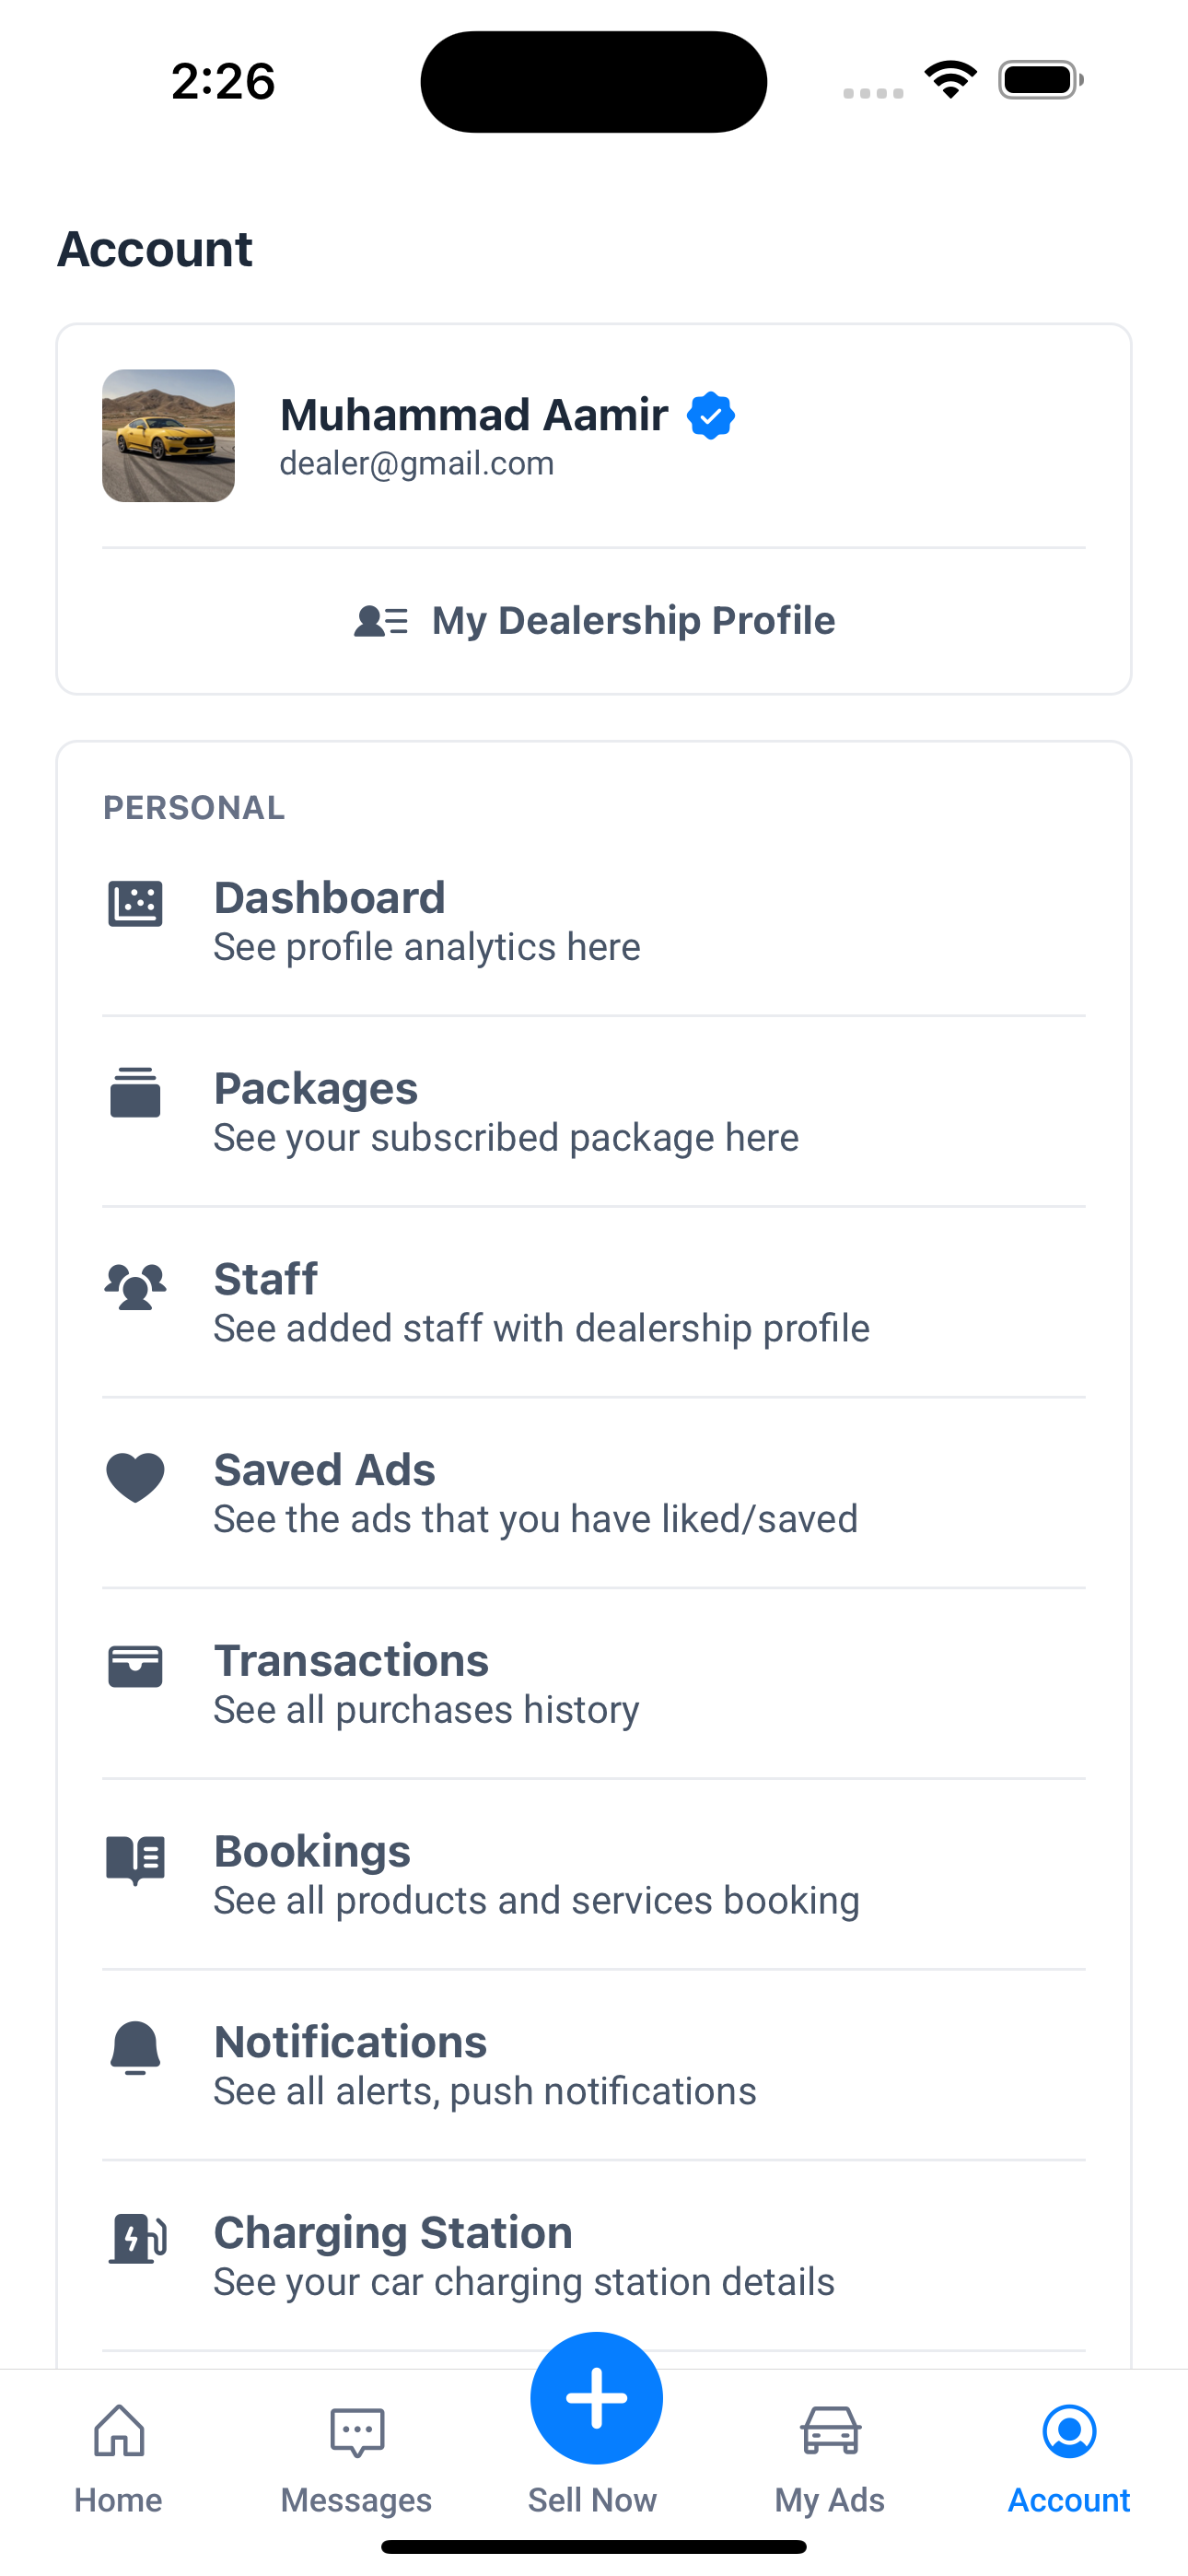 2:26
Account
Muhammad Aamir
dealer@gmail.com
My Dealership Profile
PERSONAL
Dashboard
See profile analytics here
Packages
See your subscribed package here
Staff
See added staff with dealership profile
Saved Ads
See the ads that you have liked/saved
Transactions
See all purchases history
Bookings
See all products and services booking
Notifications
See all alerts, push notifications
Charging Station
See your car charging station details
Home
Messages
Sell Now
My Ads
Account